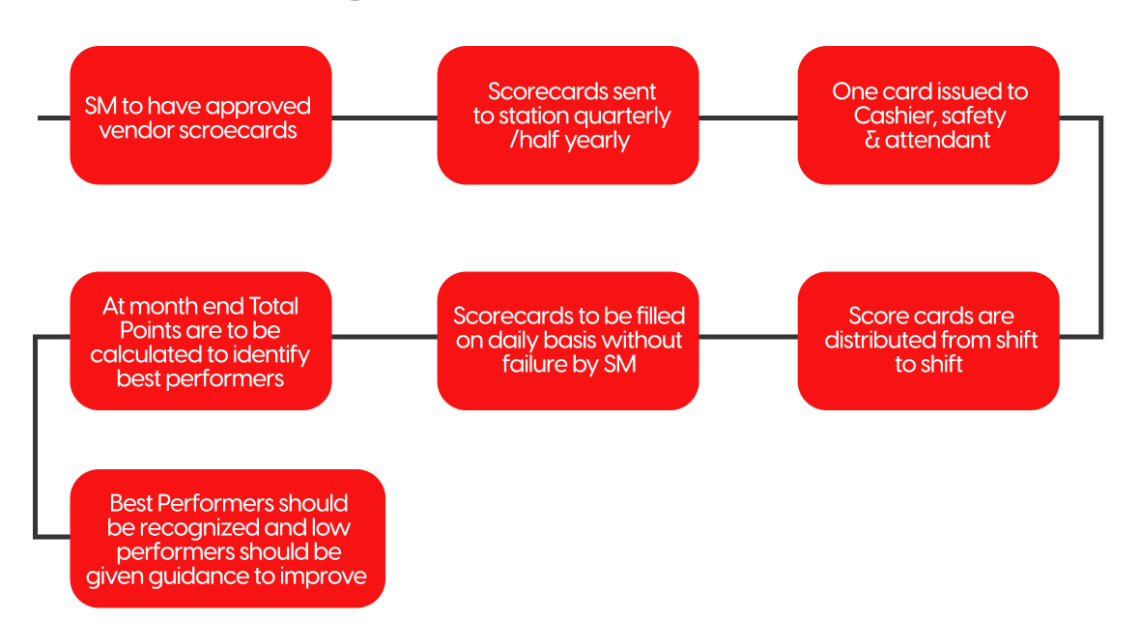 SM to have approved
vendor scroecards
Scorecards sent
to station quarterly
/half yearly
One card issued to
Cashier, safety
& attendant
Score cards are
distributed from shift
to shift
Scorecards to be filled
on daily basis without
failure by SM
At month end Total
Points are to be
calculated to identify
best performers
Best Performers should
be recognized and low
performers should be
given guidance to improve